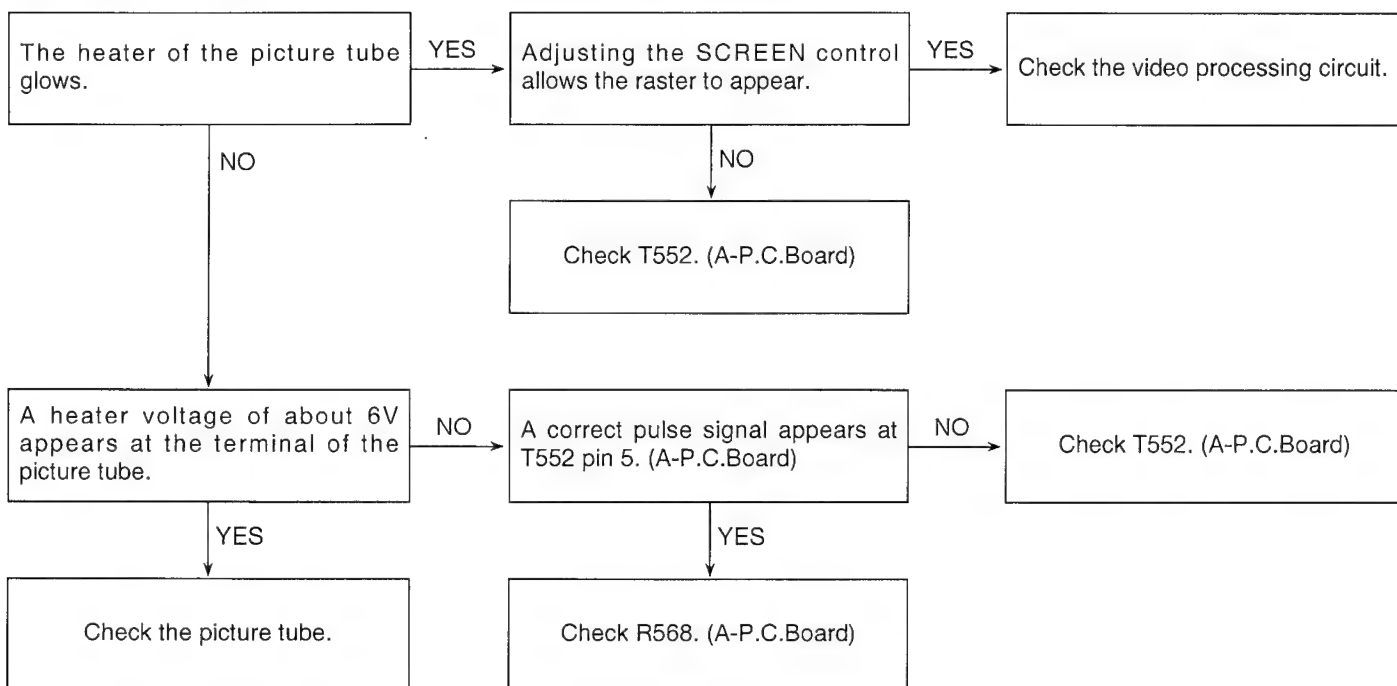 The heater of the picture tube
glows.
YES
Adjusting the SCREEN control
allows the raster to appear.
YES
Check the video processing circuit.
NO
NO
Check T552. (A-P.C.Board)
A heater voltage of about 6V
appears at the terminal of the
picture tube.
NO
A correct pulse signal appears at
T552 pin 5. (A-P.C.Board)
NO
Check T552. (A-P.C.Board)
YES
YES
Check the picture tube.
Check R568. (A-P.C.Board)